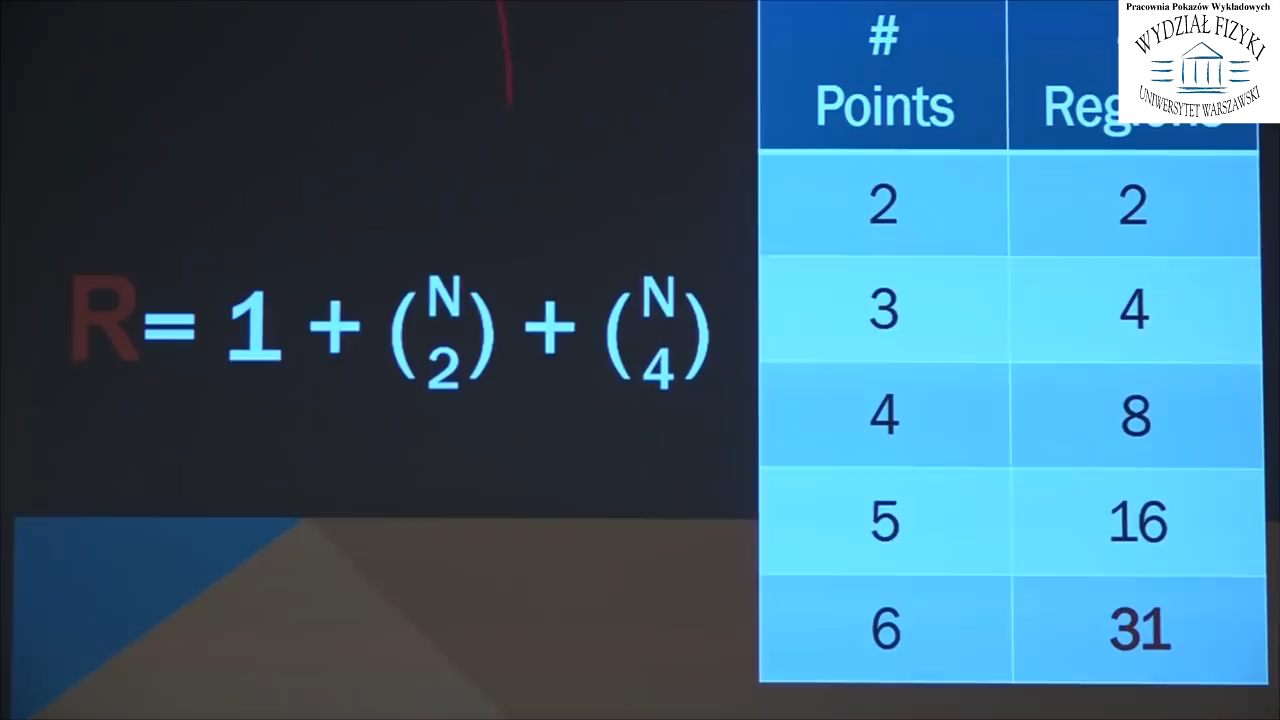 Pracownia Pokazów Wykładowych
WYDZIAŁ FIZYKI
UNIWERSYTET WARSZAWSKI
R = 1 + (N 2) + (N 4)
# Points
2 2
3 4
4 8
5 16
6 31